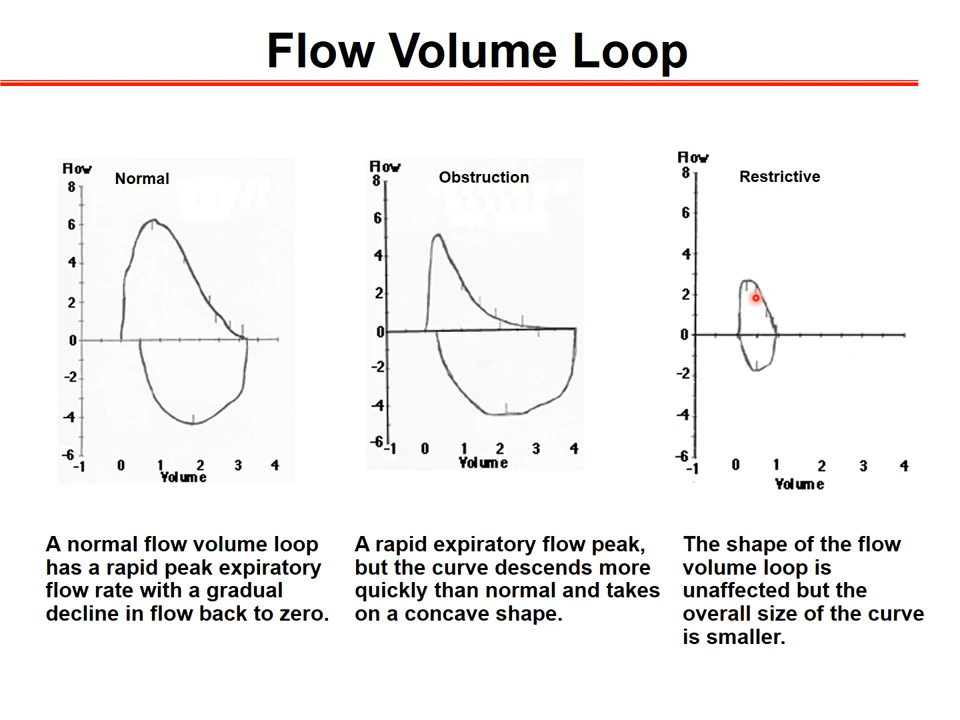 Flow Volume Loop
Flow
Normal
8
6
4
2
0
-2
-4
-6
-1 0 1 2 3 4
Volume
Flow
Obstruction
8
6
4
2
0
-2
-4
-6
-1 0 1 2 3 4
Volume
Flow
Restrictive
8
6
4
2
0
-2
-4
-6
-1 0 1 2 3 4
Volume
A normal flow volume loop
has a rapid peak expiratory
flow rate with a gradual
decline in flow back to zero.
A rapid expiratory flow peak,
but the curve descends more
quickly than normal and takes
on a concave shape.
The shape of the flow
volume loop is
unaffected but the
overall size of the curve
is smaller.